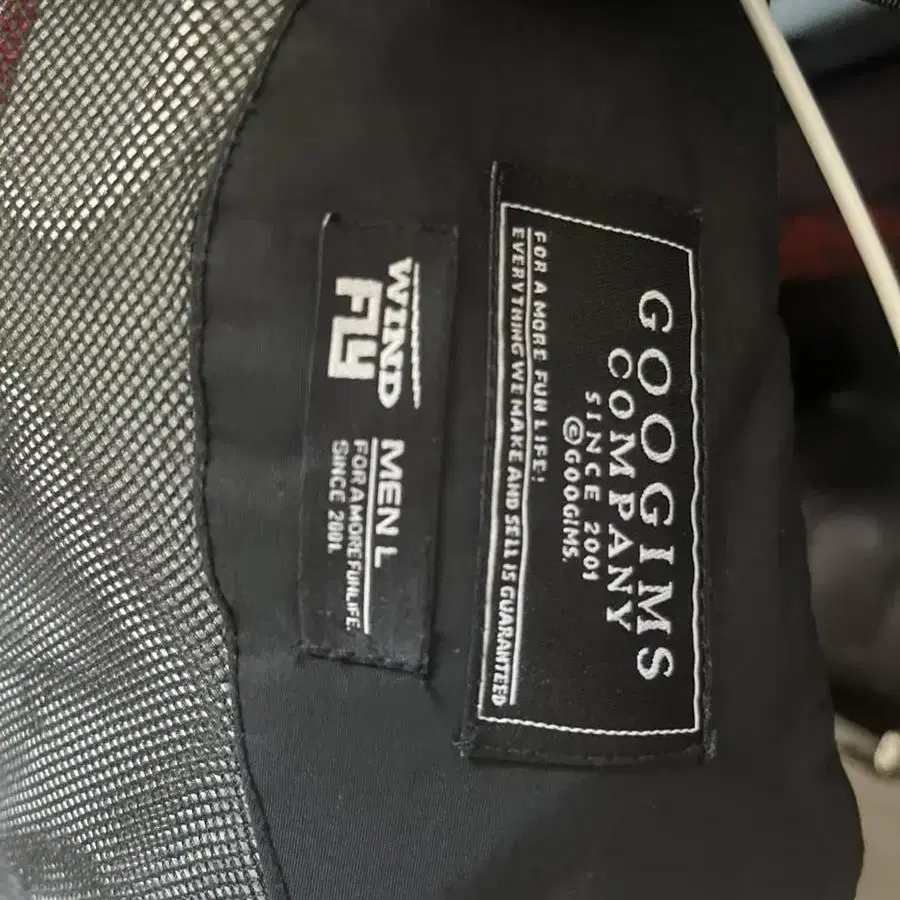 GOOGIMS
COMPANY
SINCE 2001
©GOOGIMS.
FOR A MORE FUN LIFE!
EVERYTHING WE MAKE AND SELL IS GUARANTEED
WIND
FLY
MEN L
FOR A MORE FUN LIFE.
SINCE 2001.